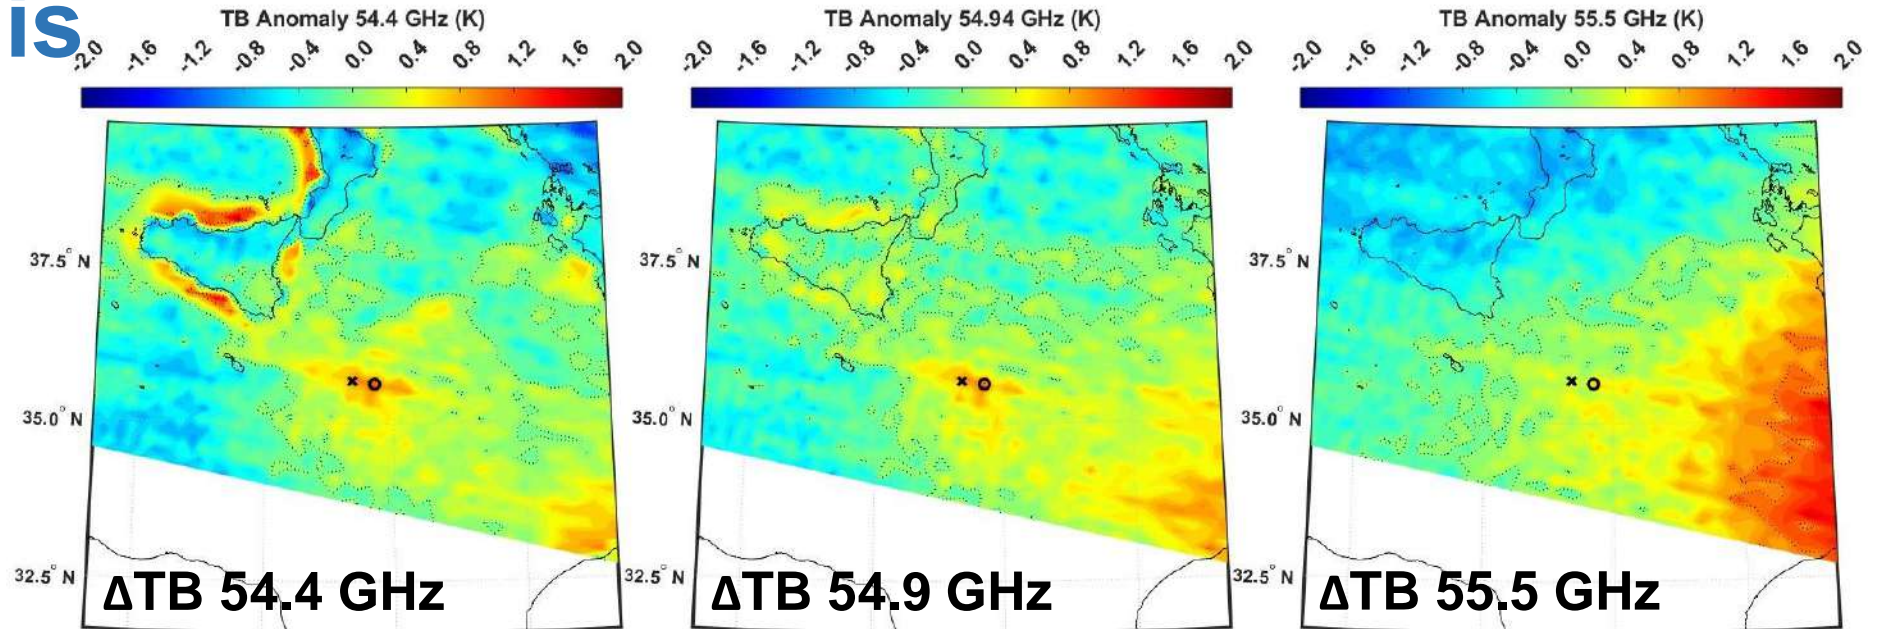 is
TB Anomaly 54.4 GHz (K)
-2.0 -1.6 -1.2 -0.8 -0.4 0.0 0.4 0.8 1.2 1.6 2.0
37.5° N
35.0° N
32.5° N
ΔTB 54.4 GHz
TB Anomaly 54.94 GHz (K)
-2.0 -1.6 -1.2 -0.8 -0.4 0.0 0.4 0.8 1.2 1.6 2.0
37.5° N
35.0° N
32.5° N
ΔTB 54.9 GHz
TB Anomaly 55.5 GHz (K)
-2.0 -1.6 -1.2 -0.8 -0.4 0.0 0.4 0.8 1.2 1.6 2.0
37.5° N
35.0° N
32.5° N
ΔTB 55.5 GHz